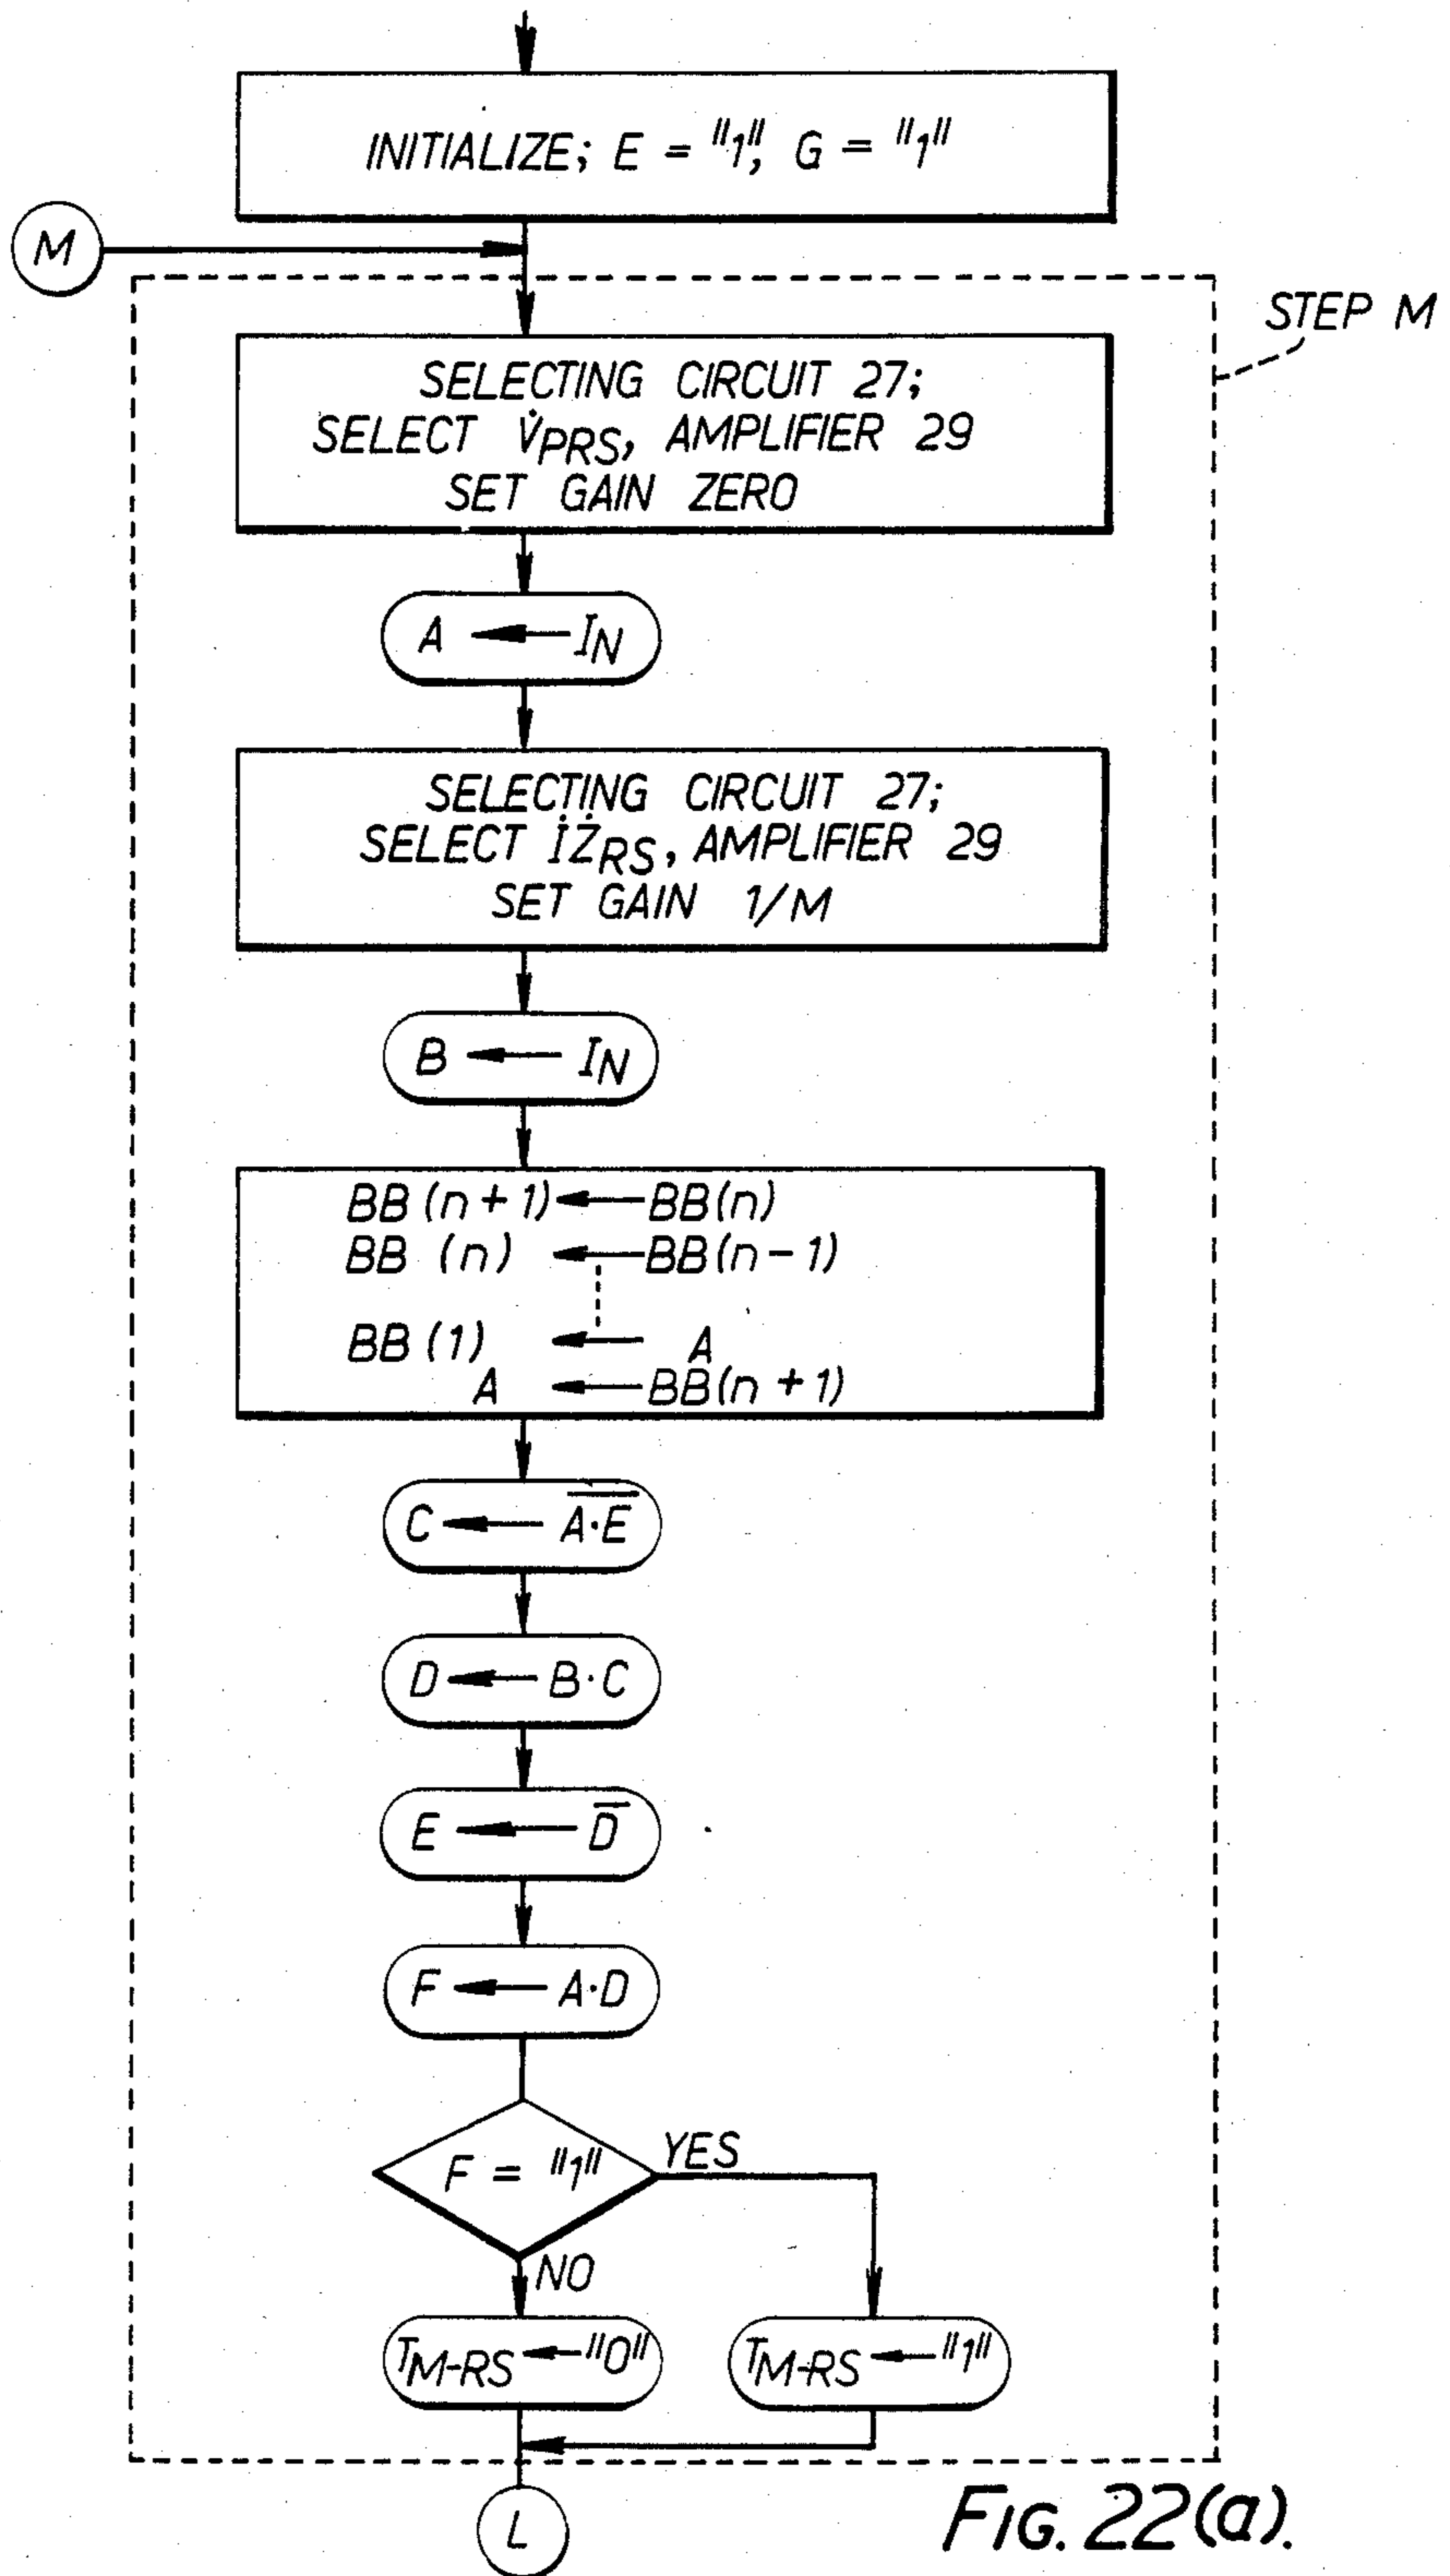 INITIALIZE; E = "1", G = "1"
M
STEP M
SELECTING CIRCUIT 27;
SELECT V̇PRS, AMPLIFIER 29
SET GAIN ZERO
A ← IN
SELECTING CIRCUIT 27;
SELECT İŻRS, AMPLIFIER 29
SET GAIN 1/M
B ← IN
BB (n + 1) ← BB (n)
BB (n) ← BB (n - 1)
BB (1) ← A
A ← BB (n + 1)
C ← A̅·̅E̅
D ← B·C
E ← D̅
F ← A·D
F = "1"
YES
NO
TM-RS ← "0"
TM-RS ← "1"
L
FIG. 22(a).